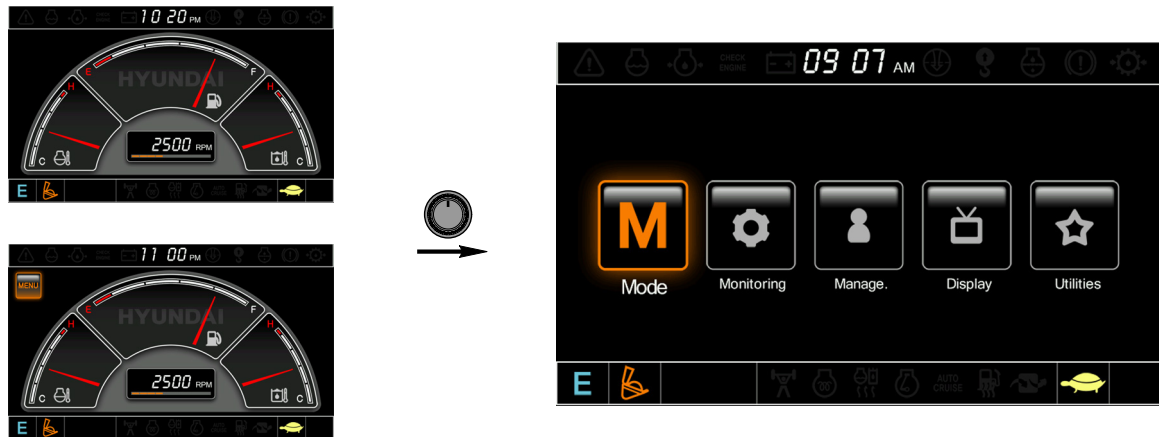 10 20 PM
HYUNDAI
E
F
H
H
C
C
2500 RPM
E
11 00 PM
MENU
HYUNDAI
E
F
H
H
C
C
2500 RPM
E
CHECK
ENGINE
09 07 AM
M
Mode
Monitoring
Manage.
Display
Utilities
E
AUTO
CRUISE